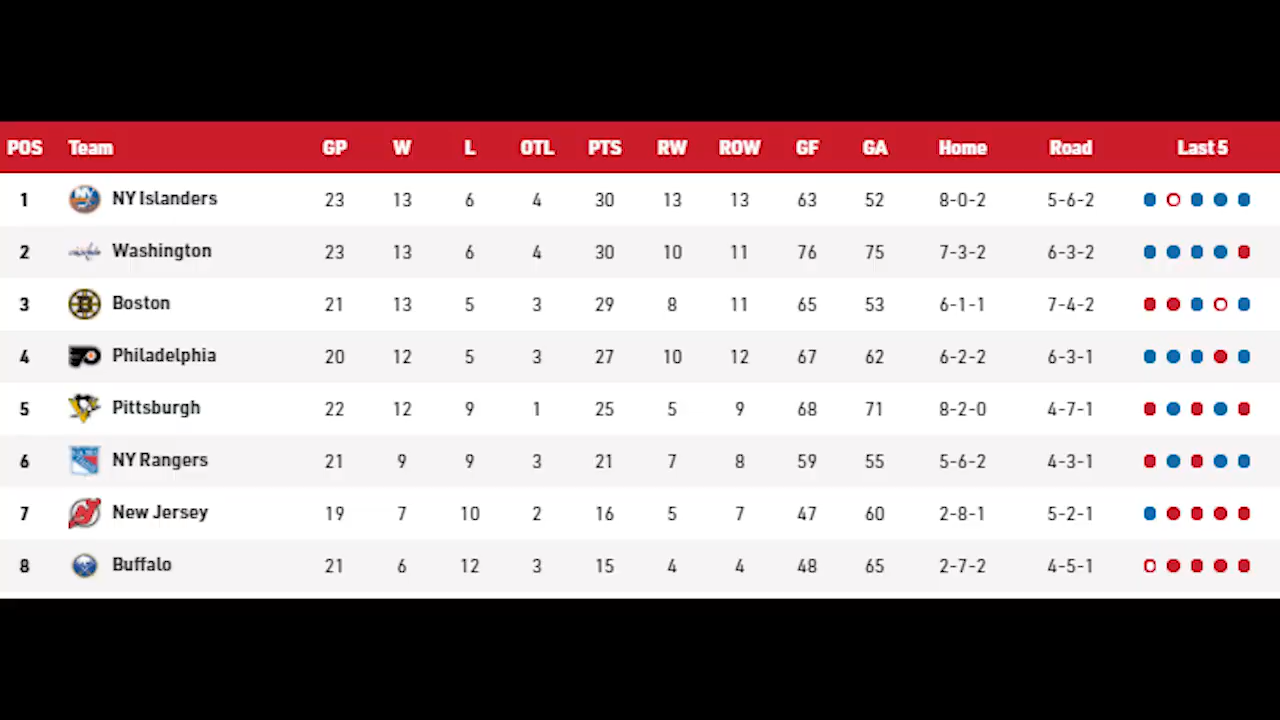 POS Team GP W L OTL PTS RW ROW GF GA Home Road Last 5
1 NY Islanders 23 13 6 4 30 13 13 63 52 8-0-2 5-6-2
2 Washington 23 13 6 4 30 10 11 76 75 7-3-2 6-3-2
3 Boston 21 13 5 3 29 8 11 65 53 6-1-1 7-4-2
4 Philadelphia 20 12 5 3 27 10 12 67 62 6-2-2 6-3-1
5 Pittsburgh 22 12 9 1 25 5 9 68 71 8-2-0 4-7-1
6 NY Rangers 21 9 9 3 21 7 8 59 55 5-6-2 4-3-1
7 New Jersey 19 7 10 2 16 5 7 47 60 2-8-1 5-2-1
8 Buffalo 21 6 12 3 15 4 4 48 65 2-7-2 4-5-1